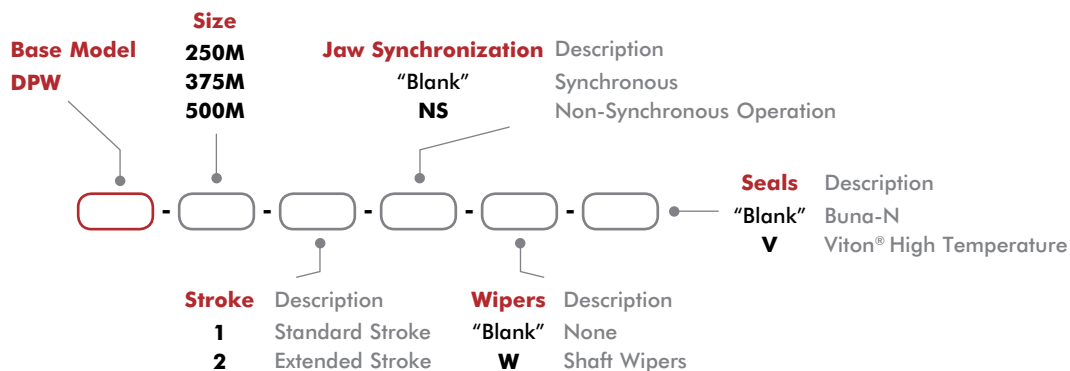 Size
Base Model 250M Jaw Synchronization Description
DPW 375M “Blank” Synchronous
500M NS Non-Synchronous Operation
- - - - -
Seals Description
“Blank” Buna-N
V Viton® High Temperature
Stroke Description Wipers Description
1 Standard Stroke “Blank” None
2 Extended Stroke W Shaft Wipers